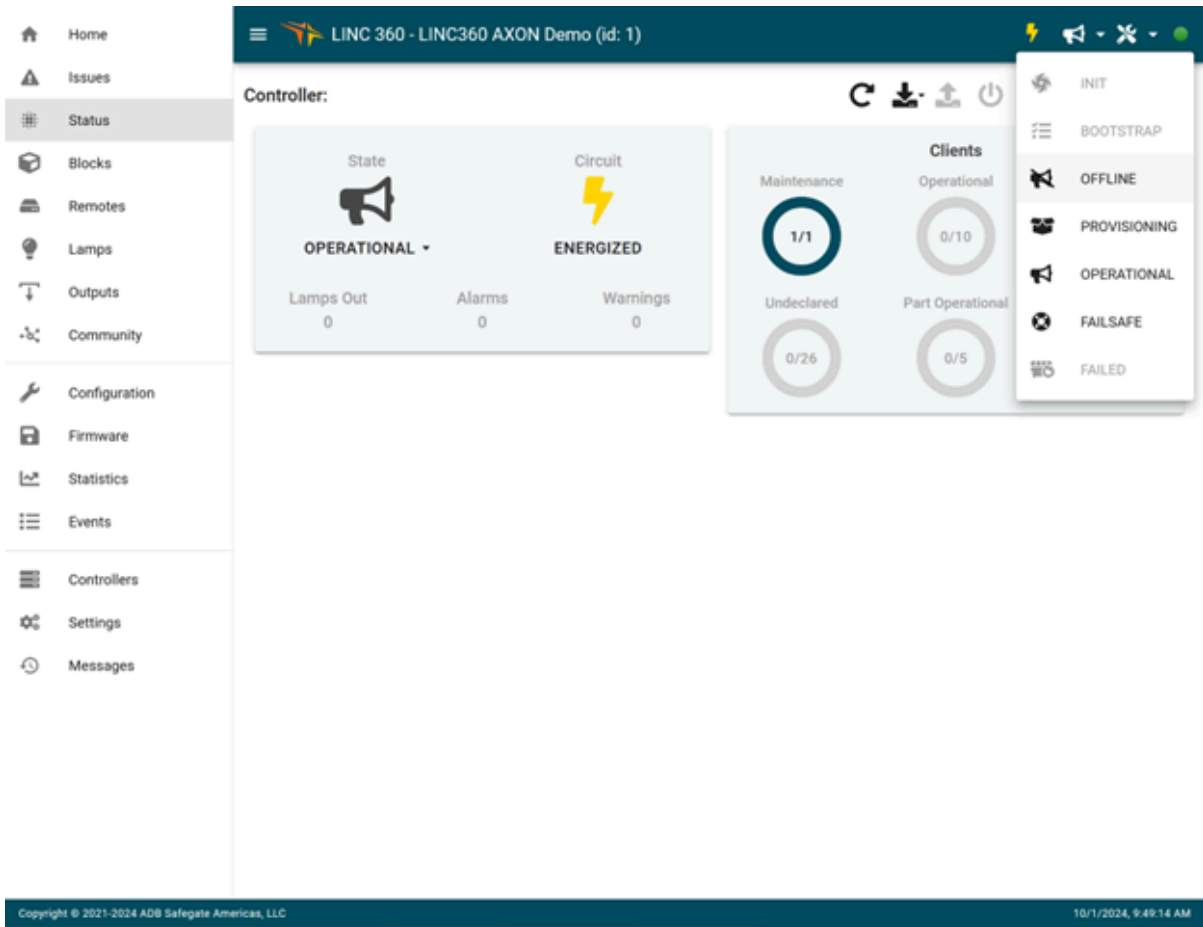 Home
Issues
Status
Blocks
Remotes
Lamps
Outputs
Community
Configuration
Firmware
Statistics
Events
Controllers
Settings
Messages
LINC 360 - LINC360 AXON Demo (id: 1)
Controller:
State
Circuit
OPERATIONAL
ENERGIZED
Lamps Out
Alarms
Warnings
0
0
0
Clients
Maintenance
Operational
1/1
0/10
Undeclared
Part Operational
0/26
0/5
INIT
BOOTSTRAP
OFFLINE
PROVISIONING
OPERATIONAL
FAILSAFE
FAILED
Copyright © 2021-2024 ADB Safegate Americas, LLC
10/1/2024, 9:49:14 AM